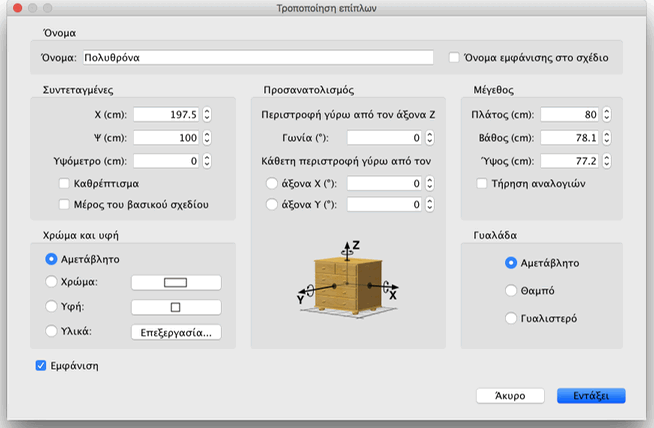 Τροποποίηση επίπλων
Όνομα
Όνομα: Πολυθρόνα
Όνομα εμφάνισης στο σχέδιο
Συντεταγμένες
X (cm): 197.5
Ψ (cm): 100
Υψόμετρο (cm): 0
Καθρέπτισμα
Μέρος του βασικού σχεδίου
Προσανατολισμός
Περιστροφή γύρω από τον άξονα Z
Γωνία (°): 0
Κάθετη περιστροφή γύρω από τον
άξονα X (°): 0
άξονα Y (°): 0
Z
Y
X
Μέγεθος
Πλάτος (cm): 80
Βάθος (cm): 78.1
Ύψος (cm): 77.2
Τήρηση αναλογιών
Χρώμα και υφή
Αμετάβλητο
Χρώμα:
Υφή:
Υλικά: Επεξεργασία...
Γυαλάδα
Αμετάβλητο
Θαμπό
Γυαλιστερό
Εμφάνιση
Άκυρο
Εντάξει